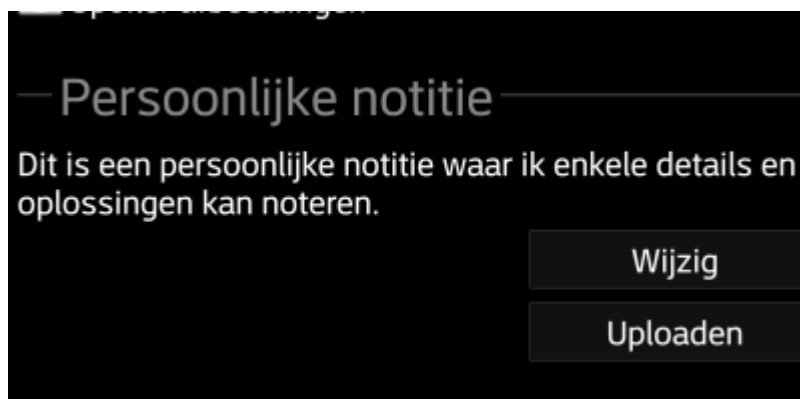 Persoonlijke notitie
Dit is een persoonlijke notitie waar ik enkele details en
oplossingen kan noteren.
Wijzig
Uploaden